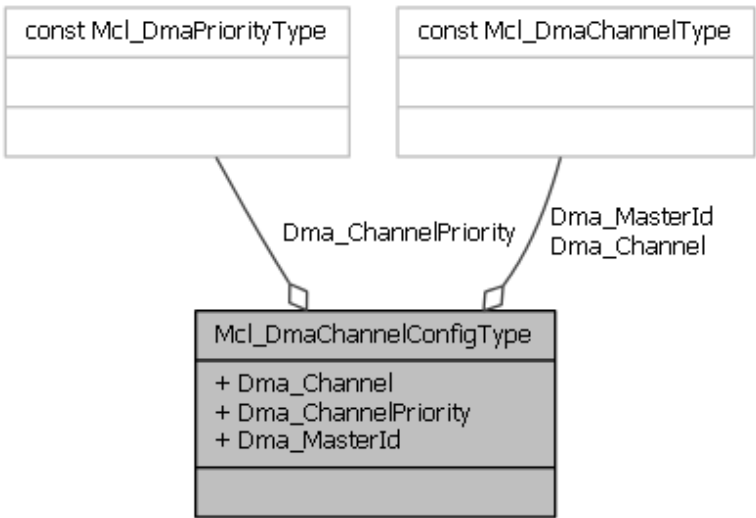 const Mcl_DmaPriorityType
const Mcl_DmaChannelType
Dma_ChannelPriority
Dma_MasterId
Dma_Channel
Mcl_DmaChannelConfigType
+ Dma_Channel
+ Dma_ChannelPriority
+ Dma_MasterId